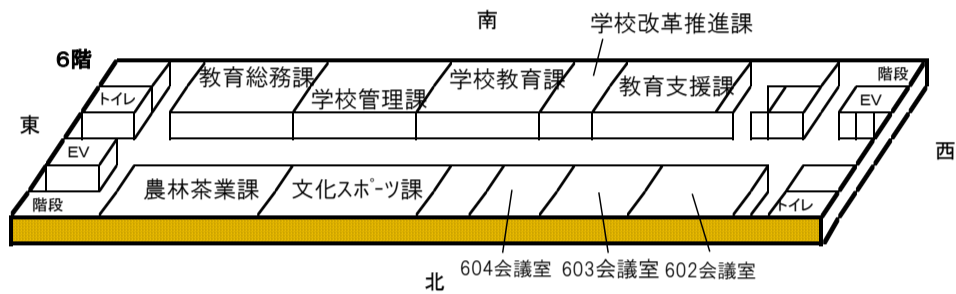 南
学校改革推進課
6階
教育総務課
学校管理課
学校教育課
教育支援課
階段
トイレ
EV
東
EV
西
農林茶業課
文化スポーツ課
階段
トイレ
604会議室
603会議室
602会議室
北